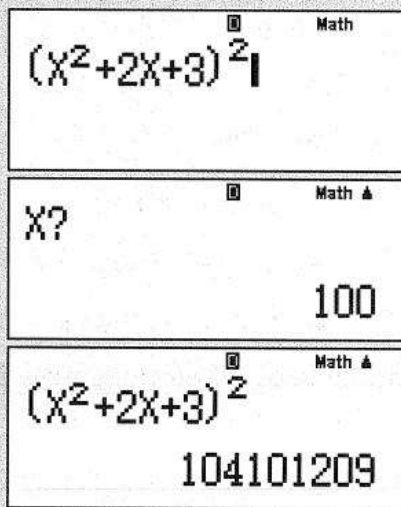 D Math
(X²+2X+3)²
D Math ▲
X?
100
D Math ▲
(X²+2X+3)²
104101209